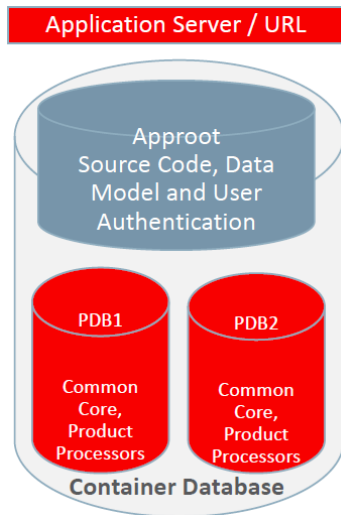 Application Server / URL
Approot
Source Code, Data
Model and User
Authentication
PDB1
Common
Core,
Product
Processors
PDB2
Common
Core,
Product
Processors
Container Database